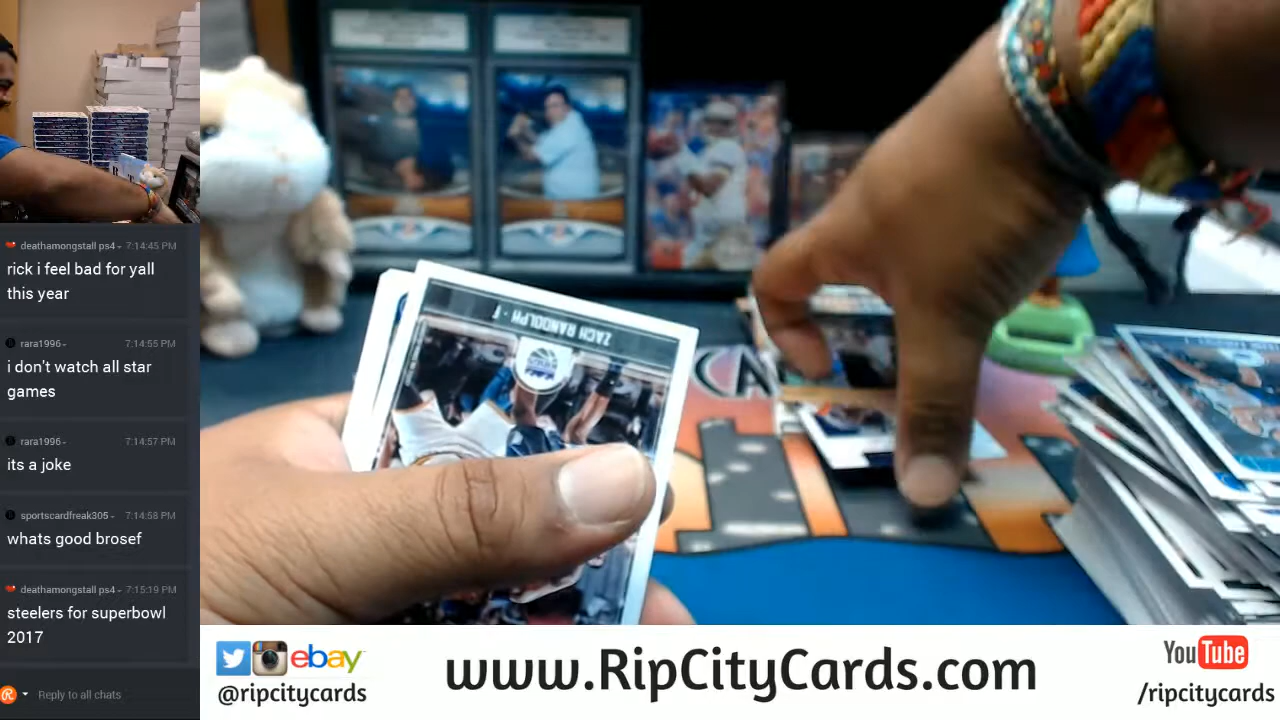 deathamongstall ps4 - 7:14:45 PM
rick i feel bad for yall
this year
rara1996 - 7:14:55 PM
i don't watch all star
games
rara1996 - 7:14:57 PM
its a joke
sportscardfreak305 - 7:14:58 PM
whats good brosef
deathamongstall ps4 - 7:15:19 PM
steelers for superbowl
2017
Reply to all chats
ZACH RANDOLPH - F
CA
ebay
@ripcitycards
www.RipCityCards.com
YouTube
/ripcitycards